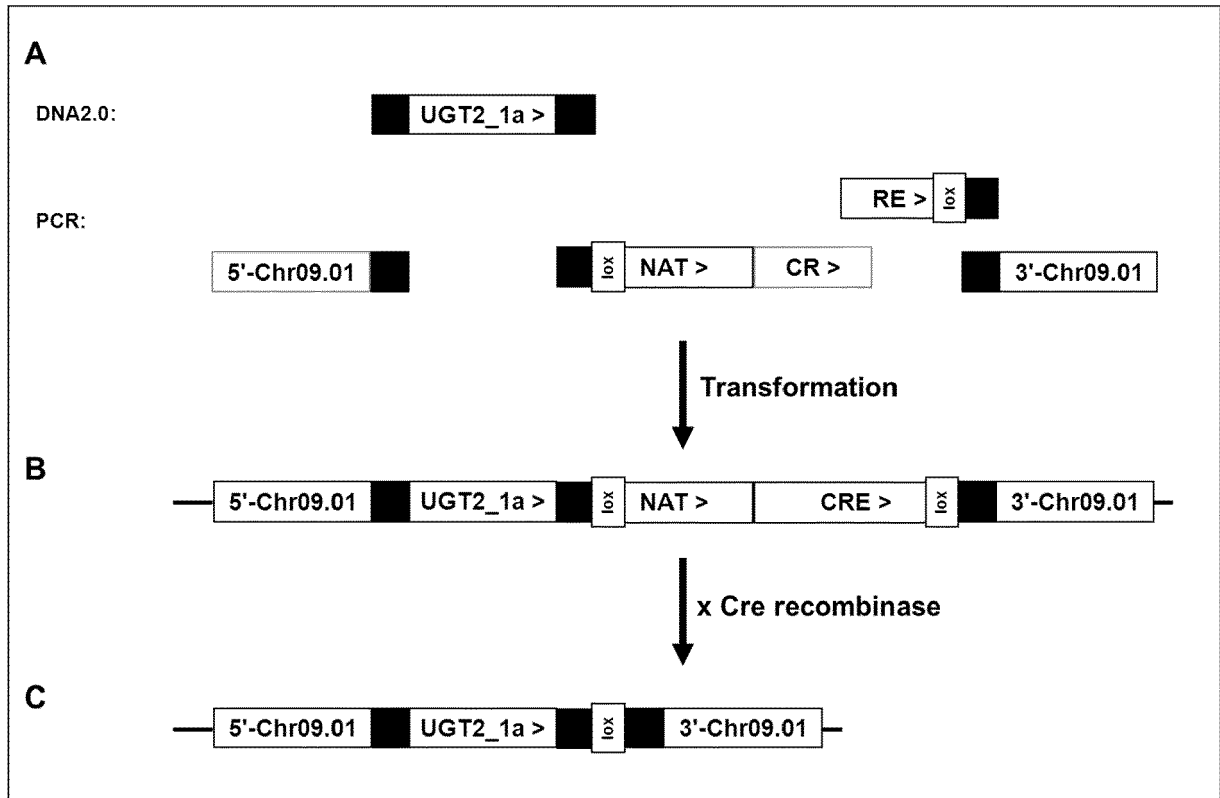 A
DNA2.0:
UGT2_1a >
RE >
lox
PCR:
5'-Chr09.01
lox
NAT >
CR >
3'-Chr09.01
Transformation
B
5'-Chr09.01
UGT2_1a >
lox
NAT >
CRE >
lox
3'-Chr09.01
x Cre recombinase
C
5'-Chr09.01
UGT2_1a >
lox
3'-Chr09.01